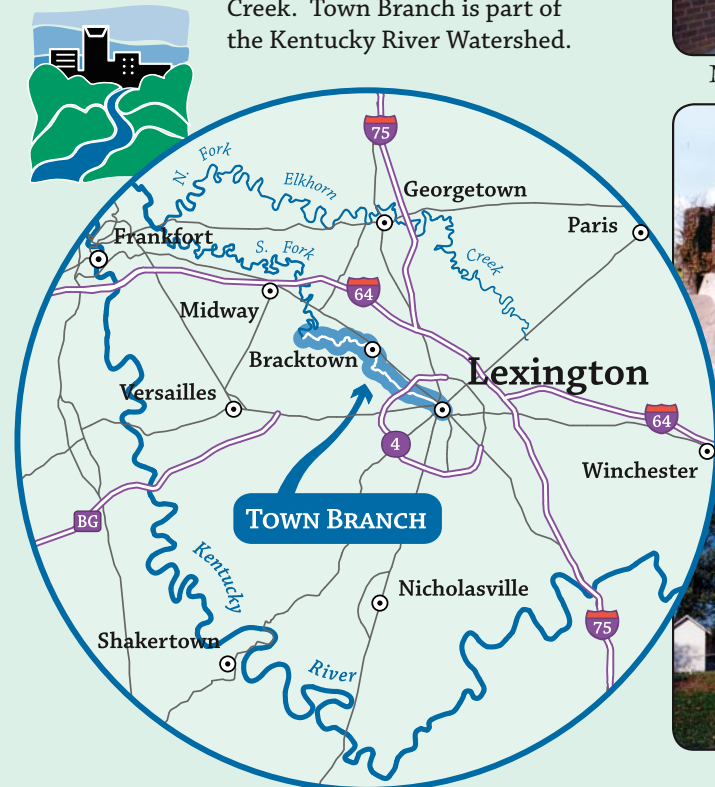 Creek. Town Branch is part of
the Kentucky River Watershed.
75
N. Fork
Elkhorn
Georgetown
Paris
Frankfort
S. Fork
Creek
64
Midway
Bracktown
Lexington
Versailles
64
4
Winchester
TOWN BRANCH
BG
Kentucky
Nicholasville
75
Shakertown
River